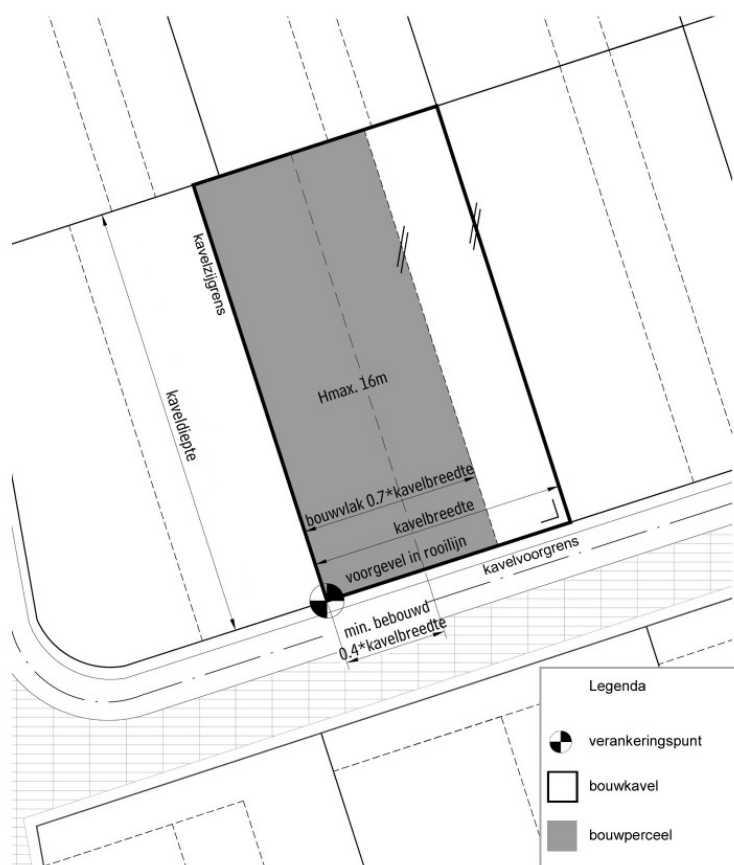 kavelzijgrens
kaveldiepte
Hmax. 16m
bouwvlak 0.7*kavelbreedte
kavelbreedte
voorgevel in rooilijn
kavelvoorgrens
min. bebouwd
0.4*kavelbreedte
Legenda
verankeringspunt
bouwkavel
bouwperceel